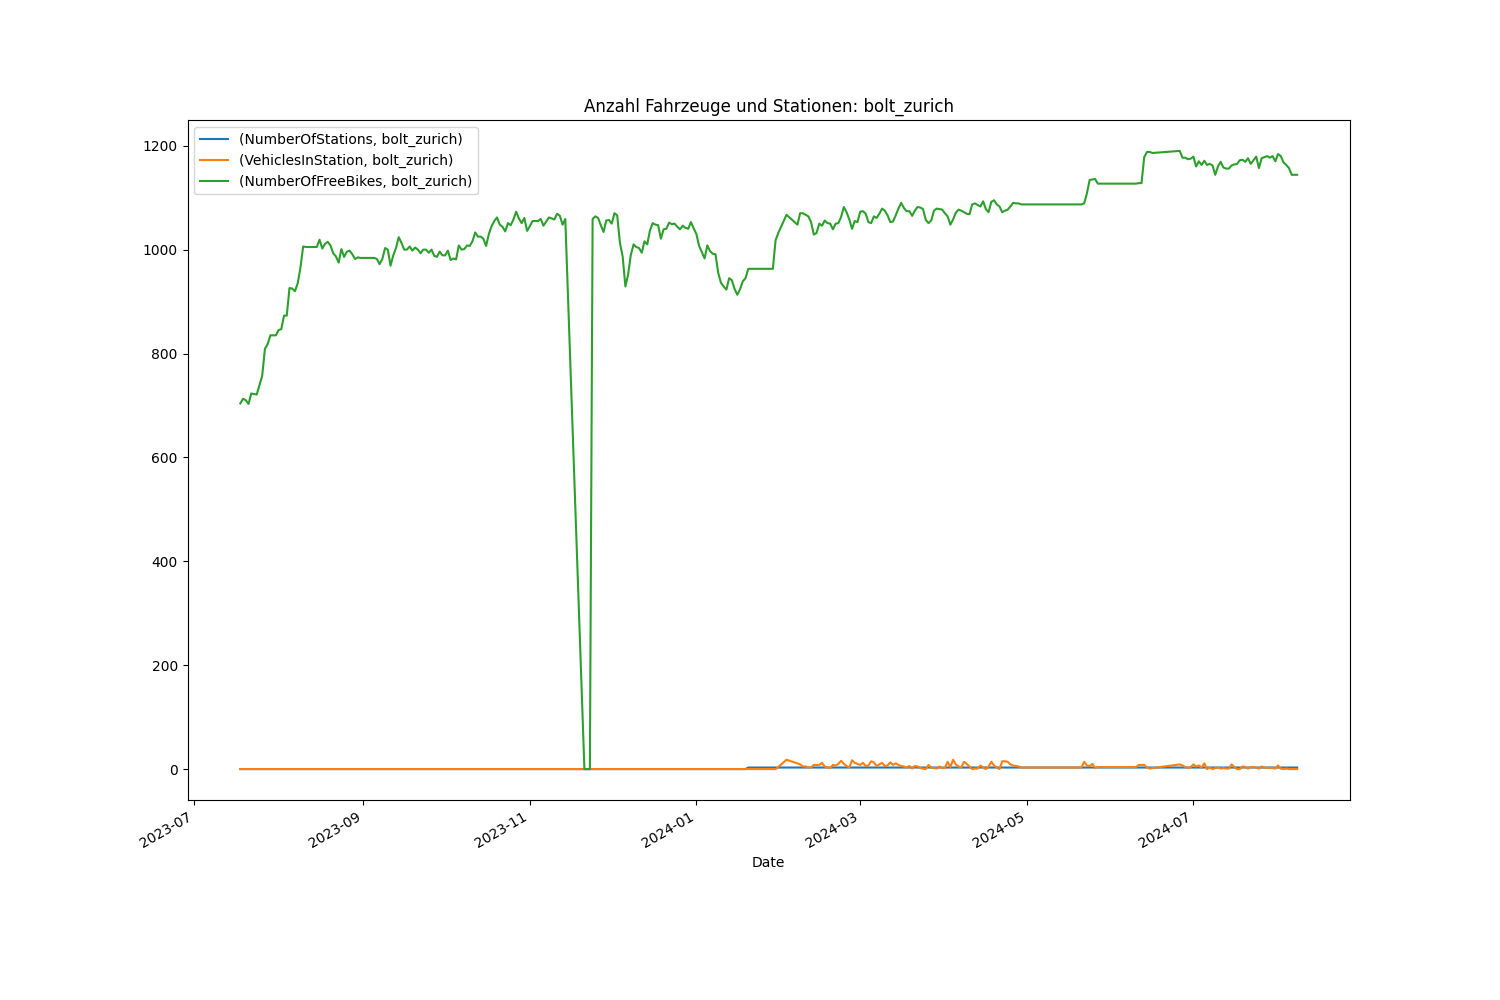 Anzahl Fahrzeuge und Stationen: bolt_zurich
(NumberOfStations, bolt_zurich)
(VehiclesInStation, bolt_zurich)
(NumberOfFreeBikes, bolt_zurich)
1200
1000
800
600
400
200
0
2023-07
2023-09
2023-11
2024-01
2024-03
2024-05
2024-07
Date